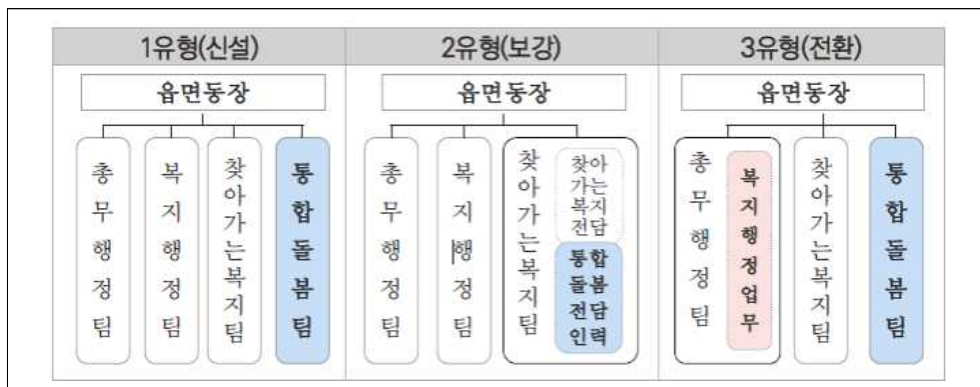 1유형(신설)
읍면동장
총무행정팀
복지행정팀
찾아가는복지팀
통합돌봄팀
2유형(보강)
읍면동장
총무행정팀
복지행정팀
찾아가는복지팀
찾아
가는
복지
전담
통합
돌봄
전담
인력
3유형(전환)
읍면동장
총무행정팀
복지행정업무
찾아가는복지팀
통합돌봄팀